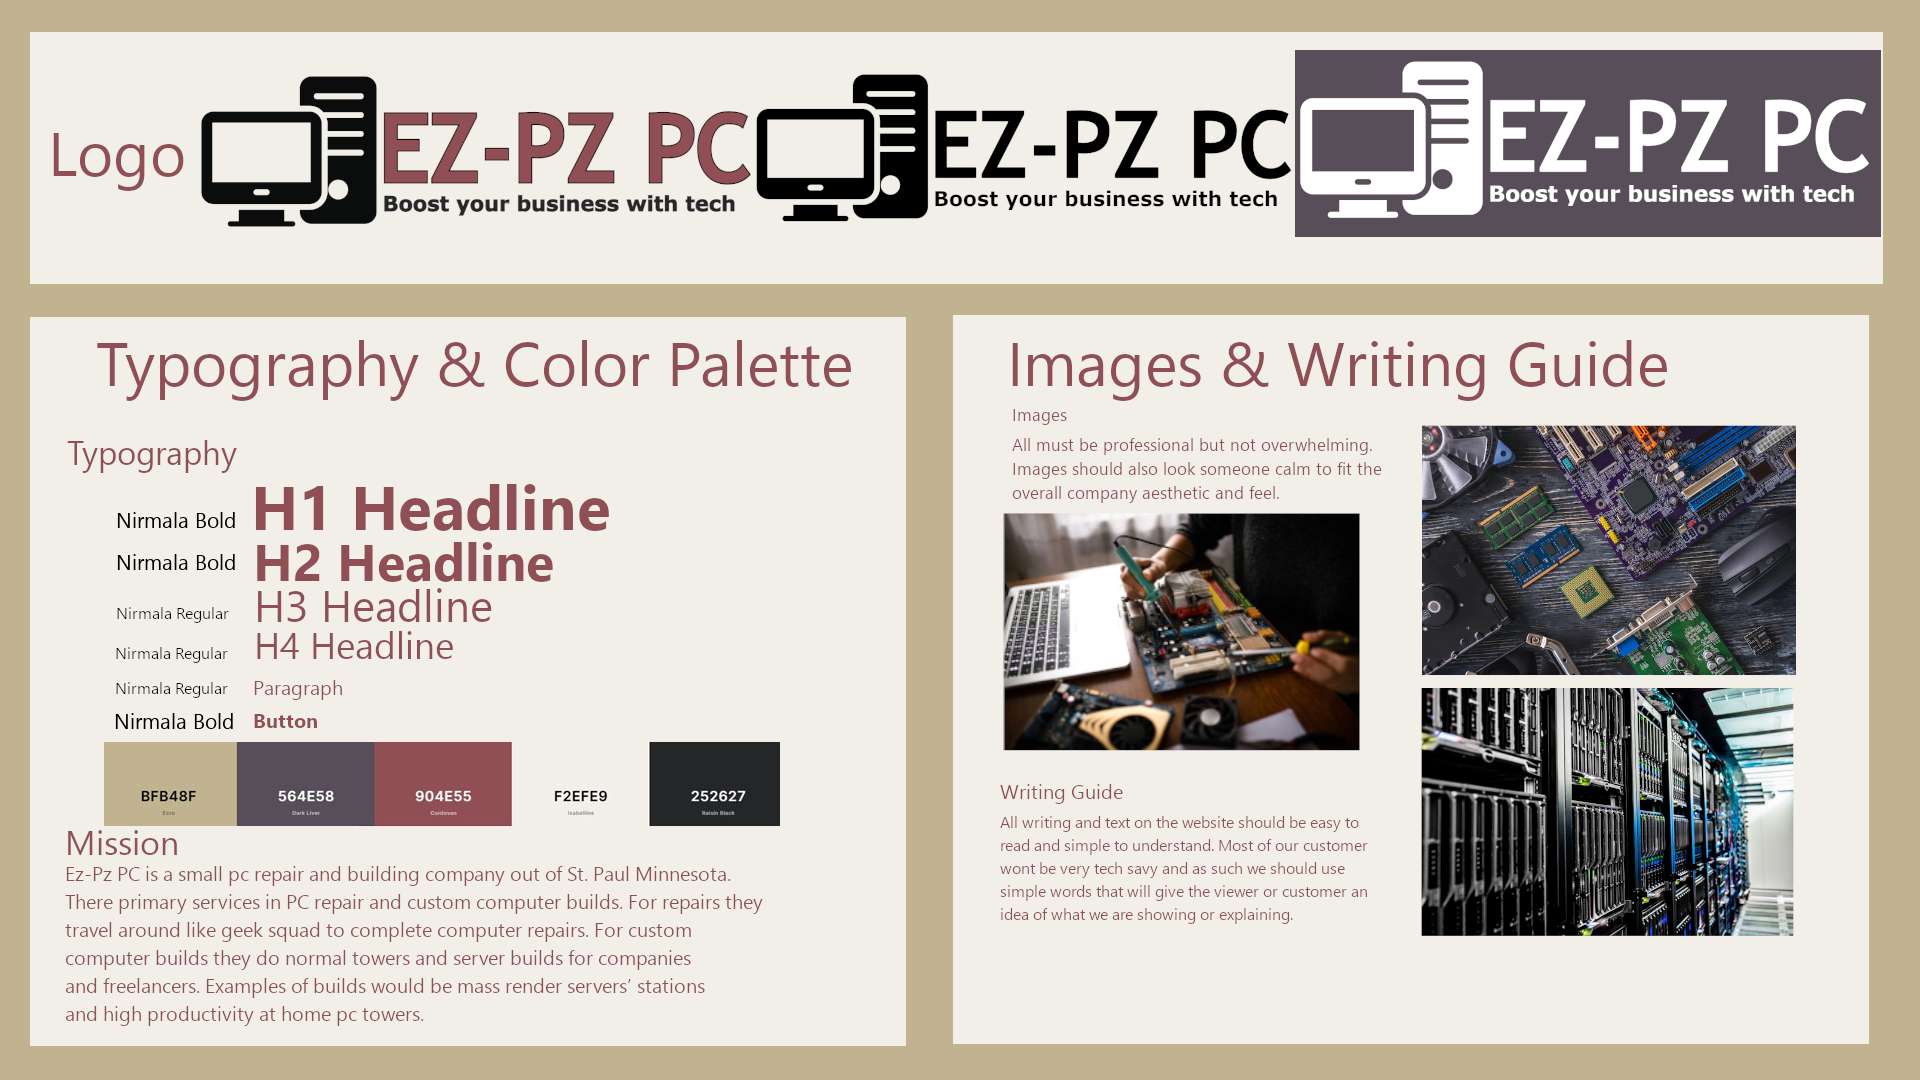 Logo
EZ-PZ PC
Boost your business with tech
EZ-PZ PC
Boost your business with tech
EZ-PZ PC
Boost your business with tech
Typography & Color Palette
Typography
Nirmala Bold H1 Headline
Nirmala Bold H2 Headline
Nirmala Regular H3 Headline
Nirmala Regular H4 Headline
Nirmala Regular Paragraph
Nirmala Bold Button
BFB48F 564E58 904E55 F2EFE9 252627
Ecru Dark Liver Cordovan Isabelline Raisin Black
Mission
Ez-Pz PC is a small pc repair and building company out of St. Paul Minnesota.
There primary services in PC repair and custom computer builds. For repairs they
travel around like geek squad to complete computer repairs. For custom
computer builds they do normal towers and server builds for companies
and freelancers. Examples of builds would be mass render servers’ stations
and high productivity at home pc towers.
Images & Writing Guide
Images
All must be professional but not overwhelming.
Images should also look someone calm to fit the
overall company aesthetic and feel.
Writing Guide
All writing and text on the website should be easy to
read and simple to understand. Most of our customer
wont be very tech savy and as such we should use
simple words that will give the viewer or customer an
idea of what we are showing or explaining.